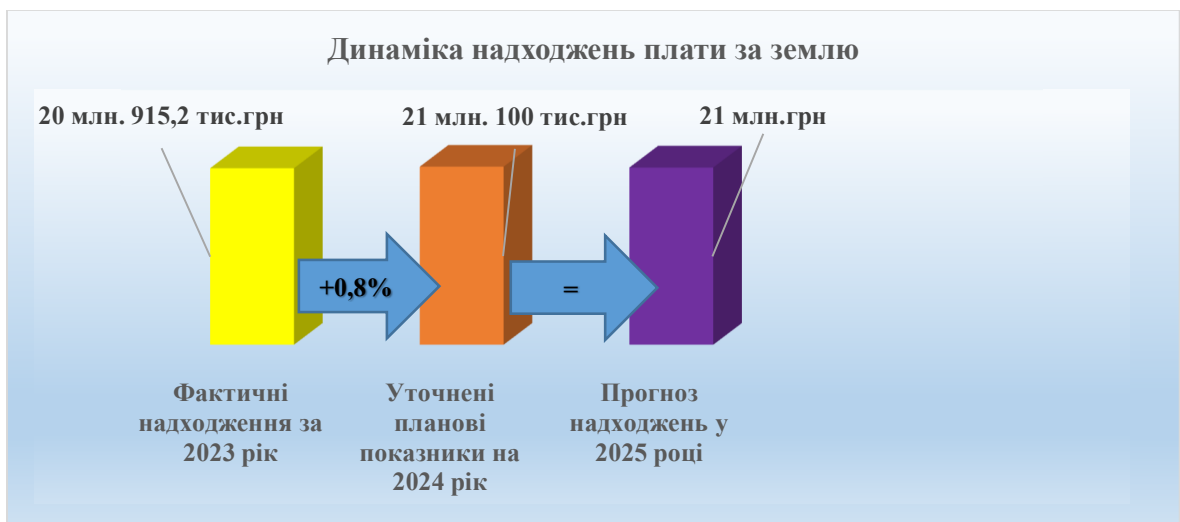 Динаміка надходжень плати за землю
20 млн. 915,2 тис.грн
21 млн. 100 тис.грн
21 млн.грн
+0,8%
=
Фактичні
надходження за
2023 рік
Уточнені
планові
показники на
2024 рік
Прогноз
надходжень у
2025 році